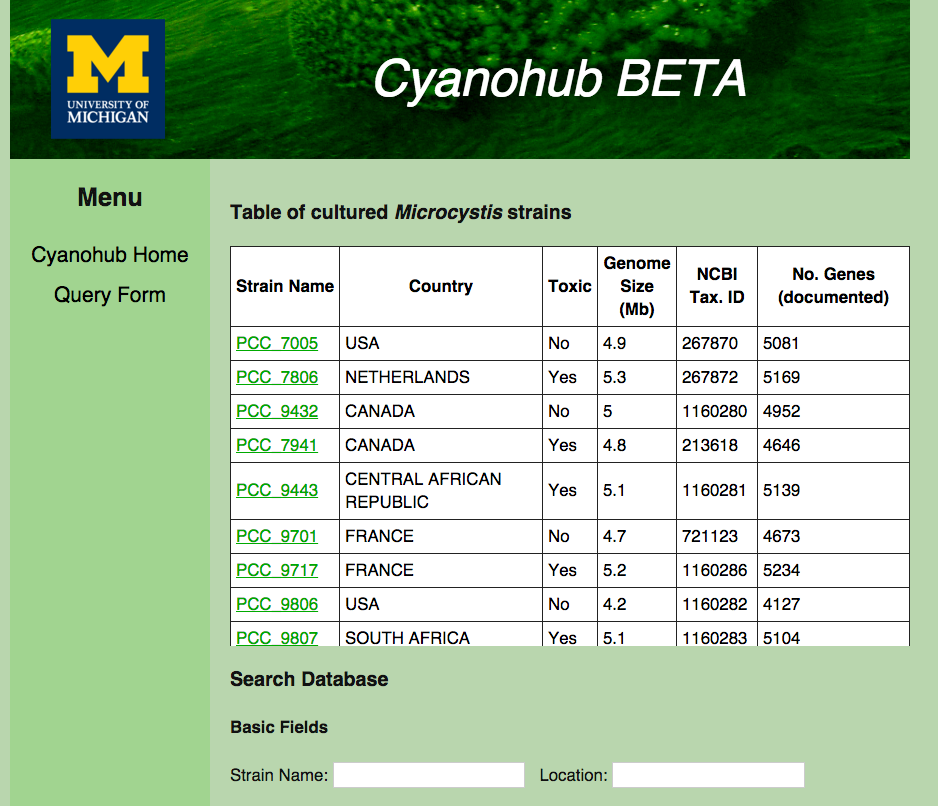 UNIVERSITY OF
MICHIGAN
Cyanohub BETA
Menu
Cyanohub Home
Query Form
Table of cultured Microcystis strains
Strain Name Country Toxic Genome Size (Mb) NCBI Tax. ID No. Genes (documented)
PCC_7005 USA No 4.9 267870 5081
PCC_7806 NETHERLANDS Yes 5.3 267872 5169
PCC_9432 CANADA No 5 1160280 4952
PCC_7941 CANADA Yes 4.8 213618 4646
PCC_9443 CENTRAL AFRICAN REPUBLIC Yes 5.1 1160281 5139
PCC_9701 FRANCE No 4.7 721123 4673
PCC_9717 FRANCE Yes 5.2 1160286 5234
PCC_9806 USA No 4.2 1160282 4127
PCC_9807 SOUTH AFRICA Yes 5.1 1160283 5104
Search Database
Basic Fields
Strain Name: Location: